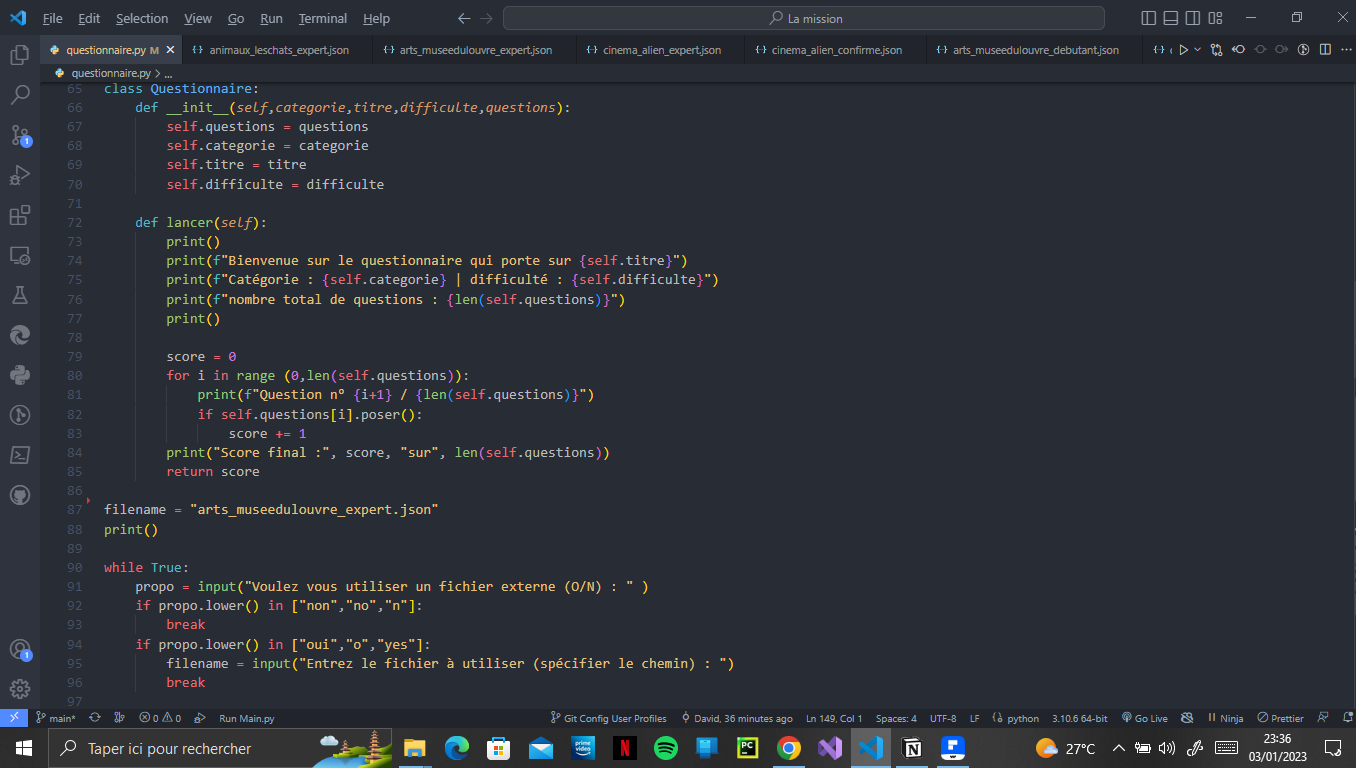 File Edit Selection View Go Run Terminal Help La mission
questionnaire.py M animaux_leschats_expert.json arts_museedulouvre_expert.json cinema_alien_expert.json cinema_alien_confirme.json arts_museedulouvre_debutant.json
questionnaire.py > ...
65 class Questionnaire:
66 def __init__(self,categorie,titre,difficulte,questions):
67 self.questions = questions
68 self.categorie = categorie
69 self.titre = titre
70 self.difficulte = difficulte
71
72 def lancer(self):
73 print()
74 print(f"Bienvenue sur le questionnaire qui porte sur {self.titre}")
75 print(f"Catégorie : {self.categorie} | difficulté : {self.difficulte}")
76 print(f"nombre total de questions : {len(self.questions)}")
77 print()
78
79 score = 0
80 for i in range (0,len(self.questions)):
81 print(f"Question n° {i+1} / {len(self.questions)}")
82 if self.questions[i].poser():
83 score += 1
84 print("Score final :", score, "sur", len(self.questions))
85 return score
86
87 filename = "arts_museedulouvre_expert.json"
88 print()
89
90 while True:
91 propo = input("Voulez vous utiliser un fichier externe (O/N) : " )
92 if propo.lower() in ["non","no","n"]:
93 break
94 if propo.lower() in ["oui","o","yes"]:
95 filename = input("Entrez le fichier à utiliser (spécifier le chemin) : ")
96 break
97
main* 0 0 Run Main.py Git Config User Profiles David, 36 minutes ago Ln 149, Col 1 Spaces: 4 UTF-8 LF python 3.10.6 64-bit Go Live Ninja Prettier
Taper ici pour rechercher prime video N PC 27°C 23:36
03/01/2023